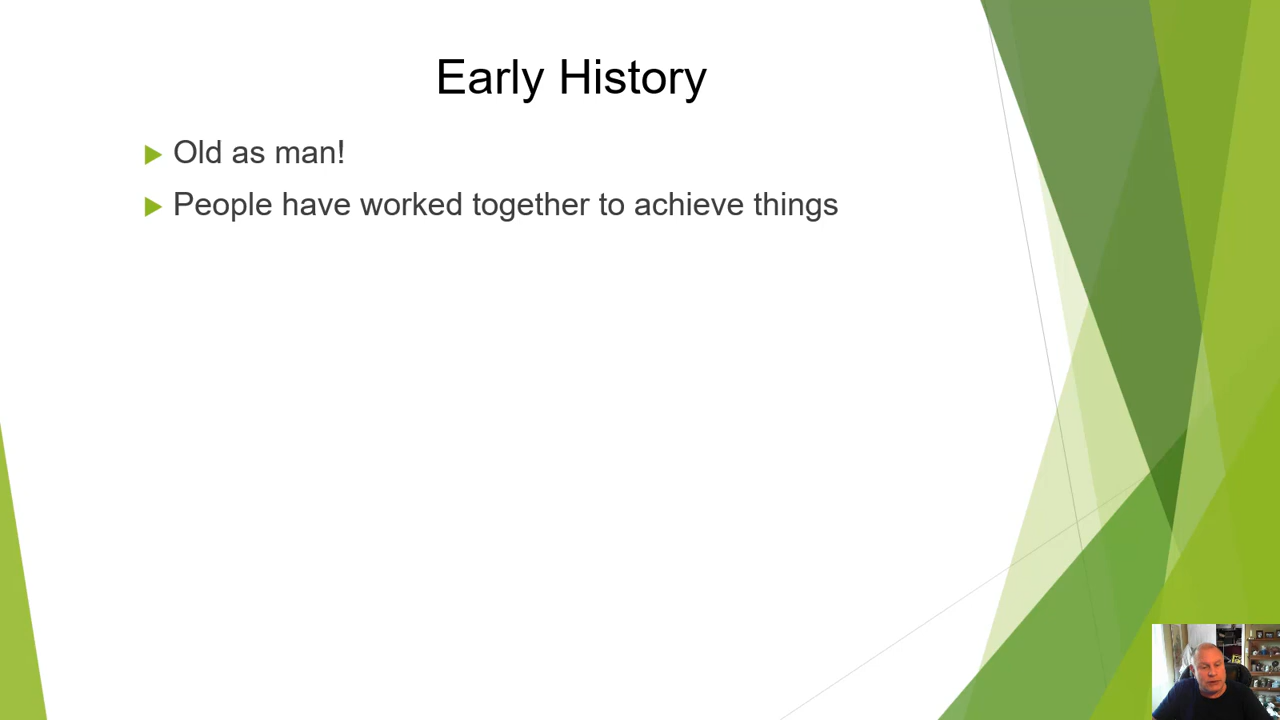 Early History
Old as man!
People have worked together to achieve things